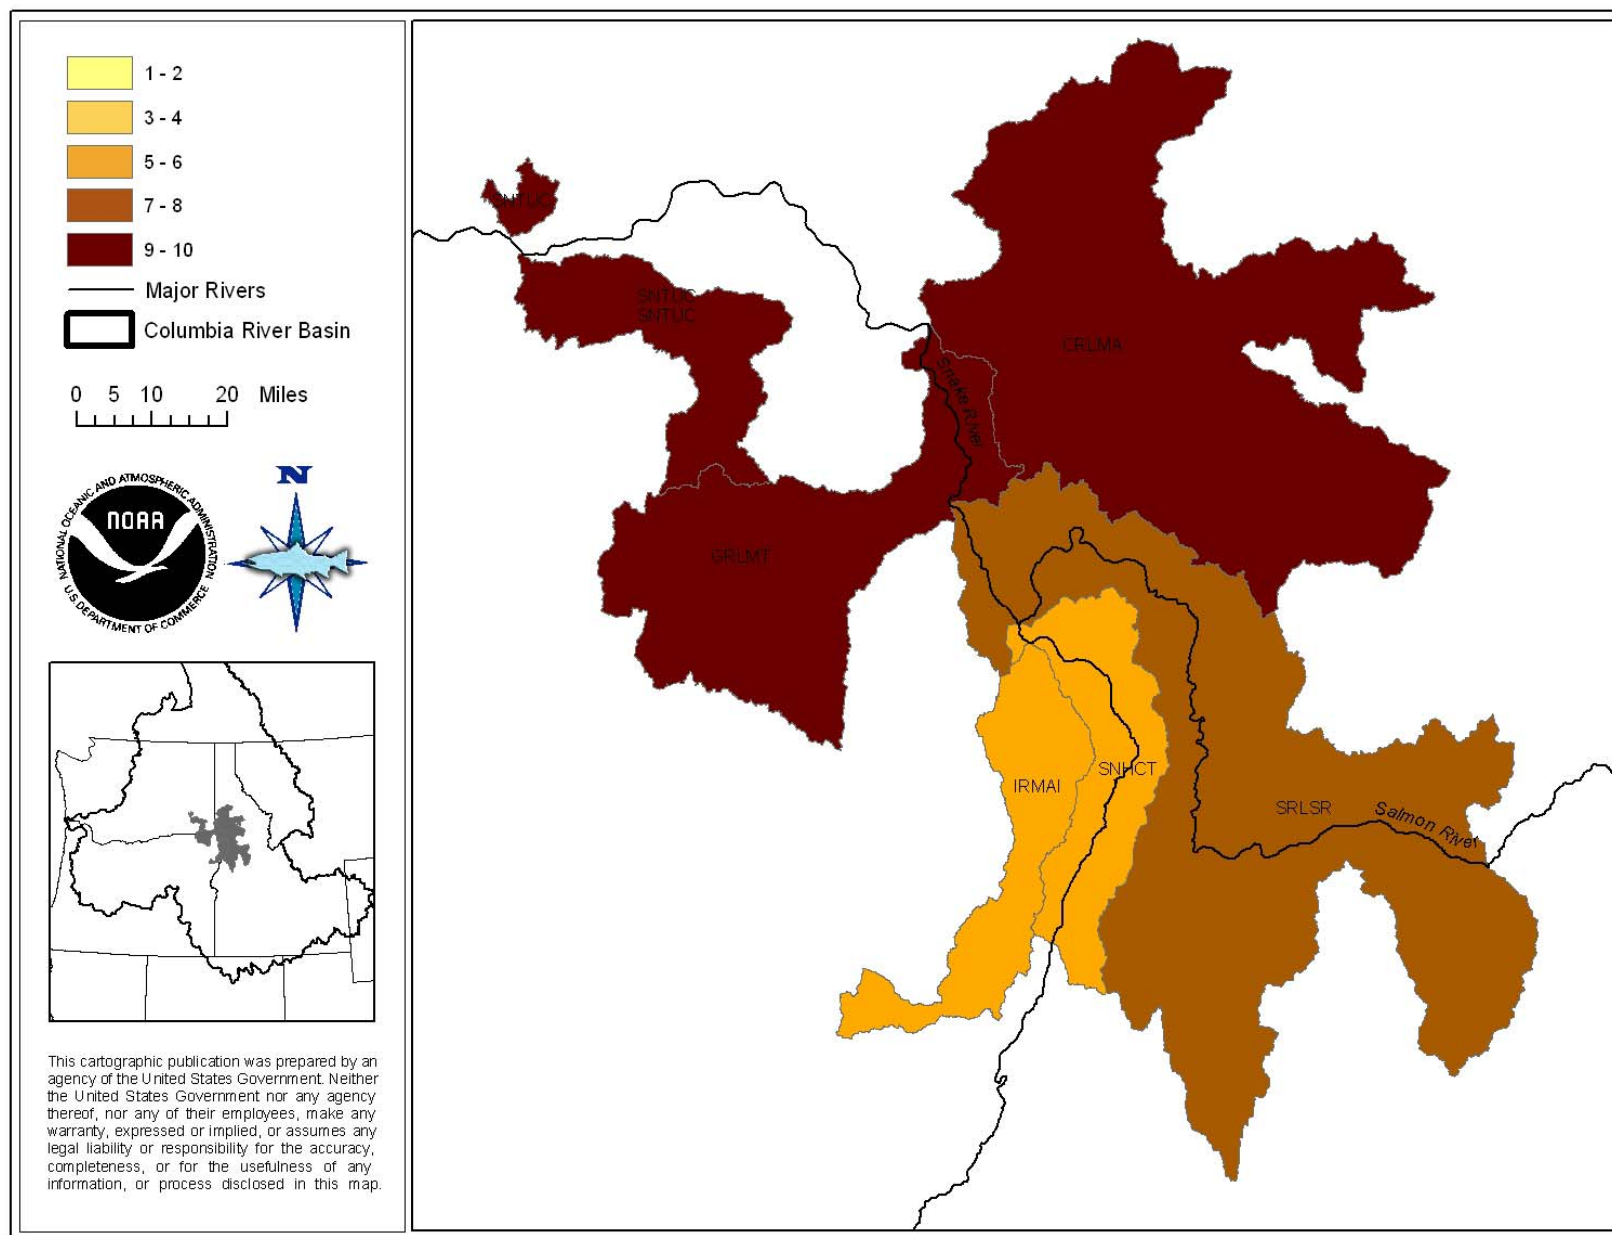 1 - 2
3 - 4
5 - 6
7 - 8
9 - 10
Major Rivers
Columbia River Basin
0 5 10 20 Miles
NATIONAL OCEANIC AND ATMOSPHERIC ADMINISTRATION
NOAA
U.S. DEPARTMENT OF COMMERCE
N
This cartographic publication was prepared by an
agency of the United States Government. Neither
the United States Government nor any agency
thereof, nor any of their employees, make any
warranty, expressed or implied, or assumes any
legal liability or responsibility for the accuracy,
completeness, or for the usefulness of any
information, or process disclosed in this map.
SNTUC
SNTUC
SNTUC
CRLMA
Snake River
GRLMT
IRMAI
SNHCT
SRLSR
Salmon River